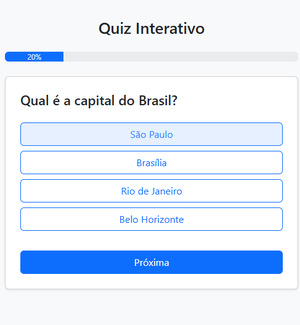 Quiz Interativo
20%
Qual é a capital do Brasil?
São Paulo
Brasília
Rio de Janeiro
Belo Horizonte
Próxima